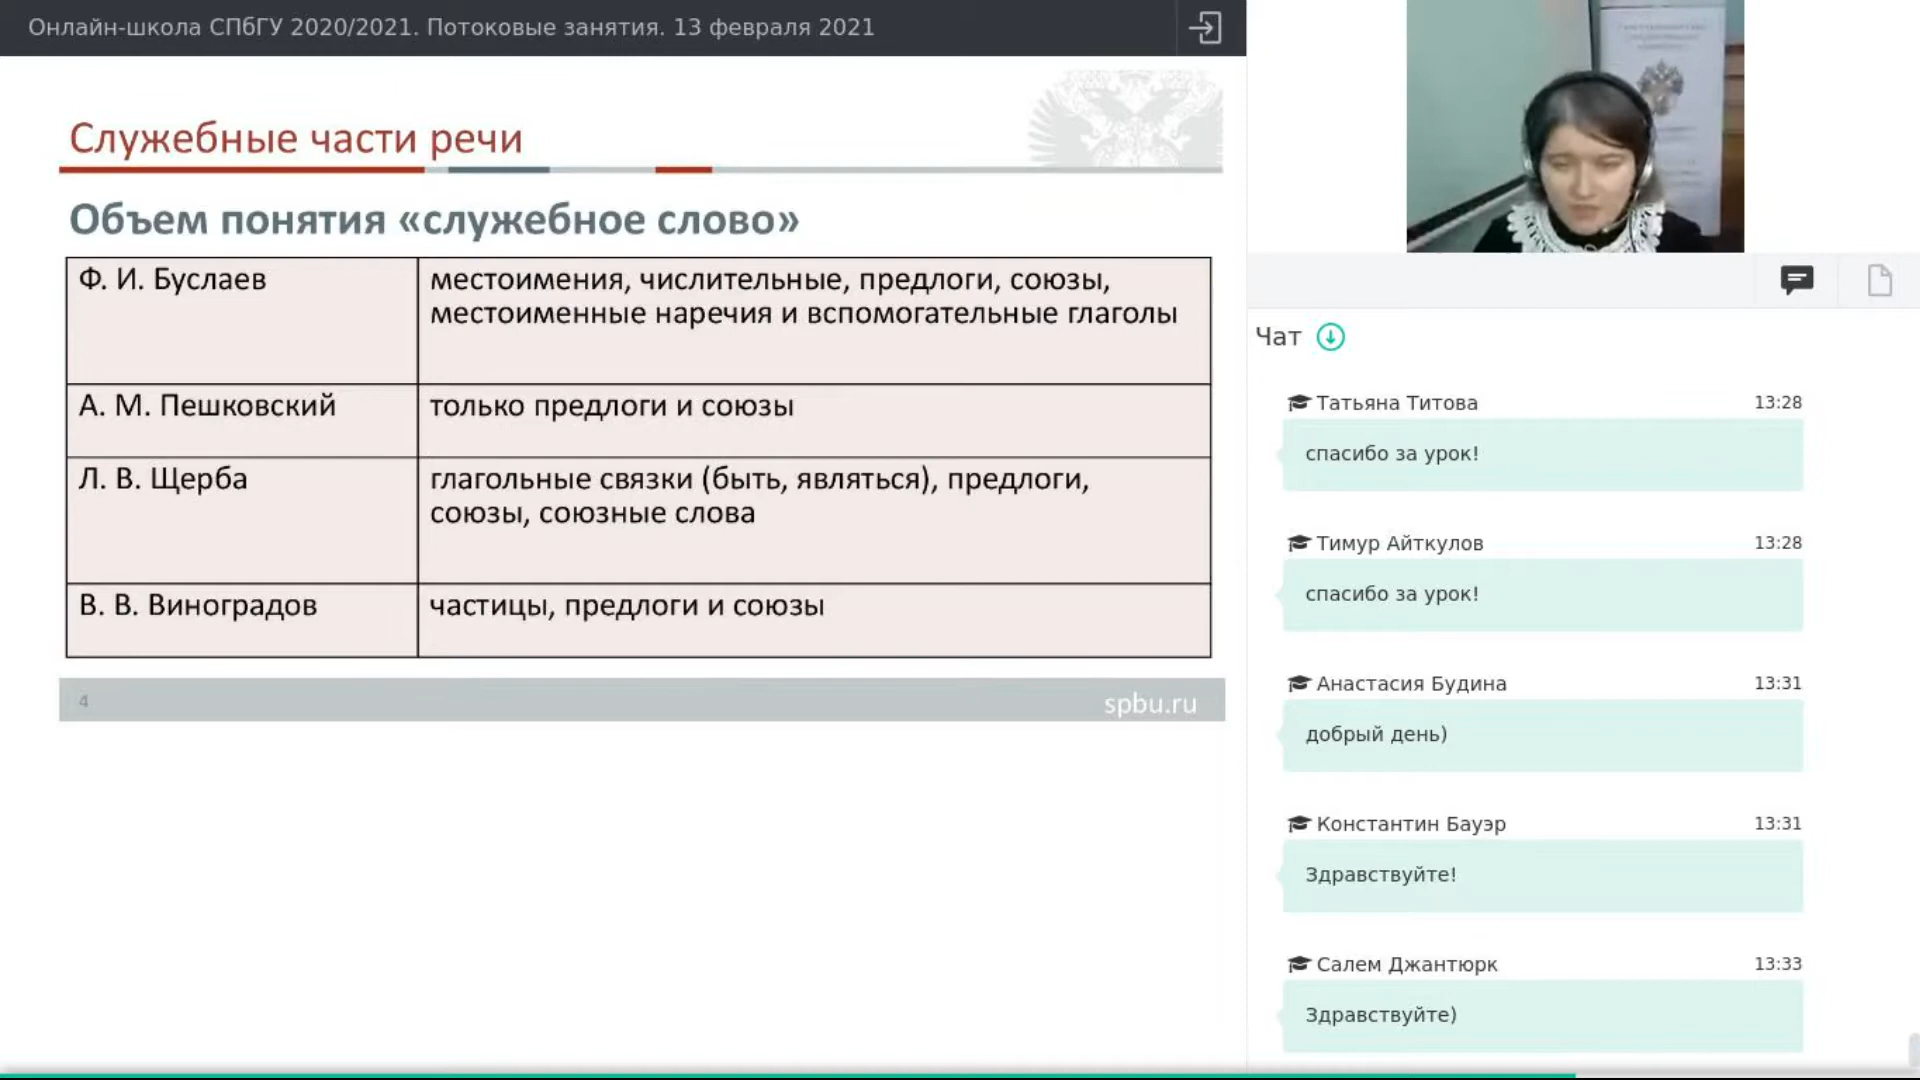 Онлайн-школа СПбГУ 2020/2021. Потоковые занятия. 13 февраля 2021
Служебные части речи
Объем понятия «служебное слово»
Ф. И. Буслаев
местоимения, числительные, предлоги, союзы,
местоименные наречия и вспомогательные глаголы
А. М. Пешковский
только предлоги и союзы
Л. В. Щерба
глагольные связки (быть, являться), предлоги,
союзы, союзные слова
В. В. Виноградов
частицы, предлоги и союзы
4
spbu.ru
Чат
Татьяна Титова 13:28
спасибо за урок!
Тимур Айткулов 13:28
спасибо за урок!
Анастасия Будина 13:31
добрый день)
Константин Бауэр 13:31
Здравствуйте!
Салем Джантюрк 13:33
Здравствуйте)